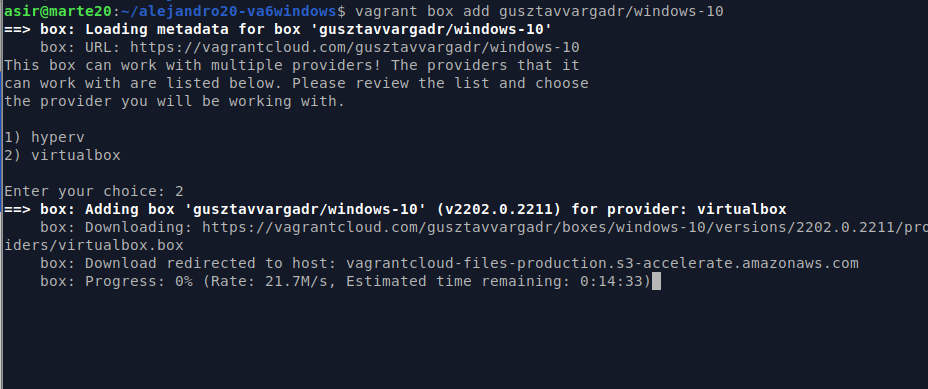 asir@marte20:~/alejandro20-va6windows$ vagrant box add gusztavvargadr/windows-10
==> box: Loading metadata for box 'gusztavvargadr/windows-10'
    box: URL: https://vagrantcloud.com/gusztavvargadr/windows-10
This box can work with multiple providers! The providers that it
can work with are listed below. Please review the list and choose
the provider you will be working with.

1) hyperv
2) virtualbox

Enter your choice: 2
==> box: Adding box 'gusztavvargadr/windows-10' (v2202.0.2211) for provider: virtualbox
    box: Downloading: https://vagrantcloud.com/gusztavvargadr/boxes/windows-10/versions/2202.0.2211/pro
iders/virtualbox.box
    box: Download redirected to host: vagrantcloud-files-production.s3-accelerate.amazonaws.com
    box: Progress: 0% (Rate: 21.7M/s, Estimated time remaining: 0:14:33)